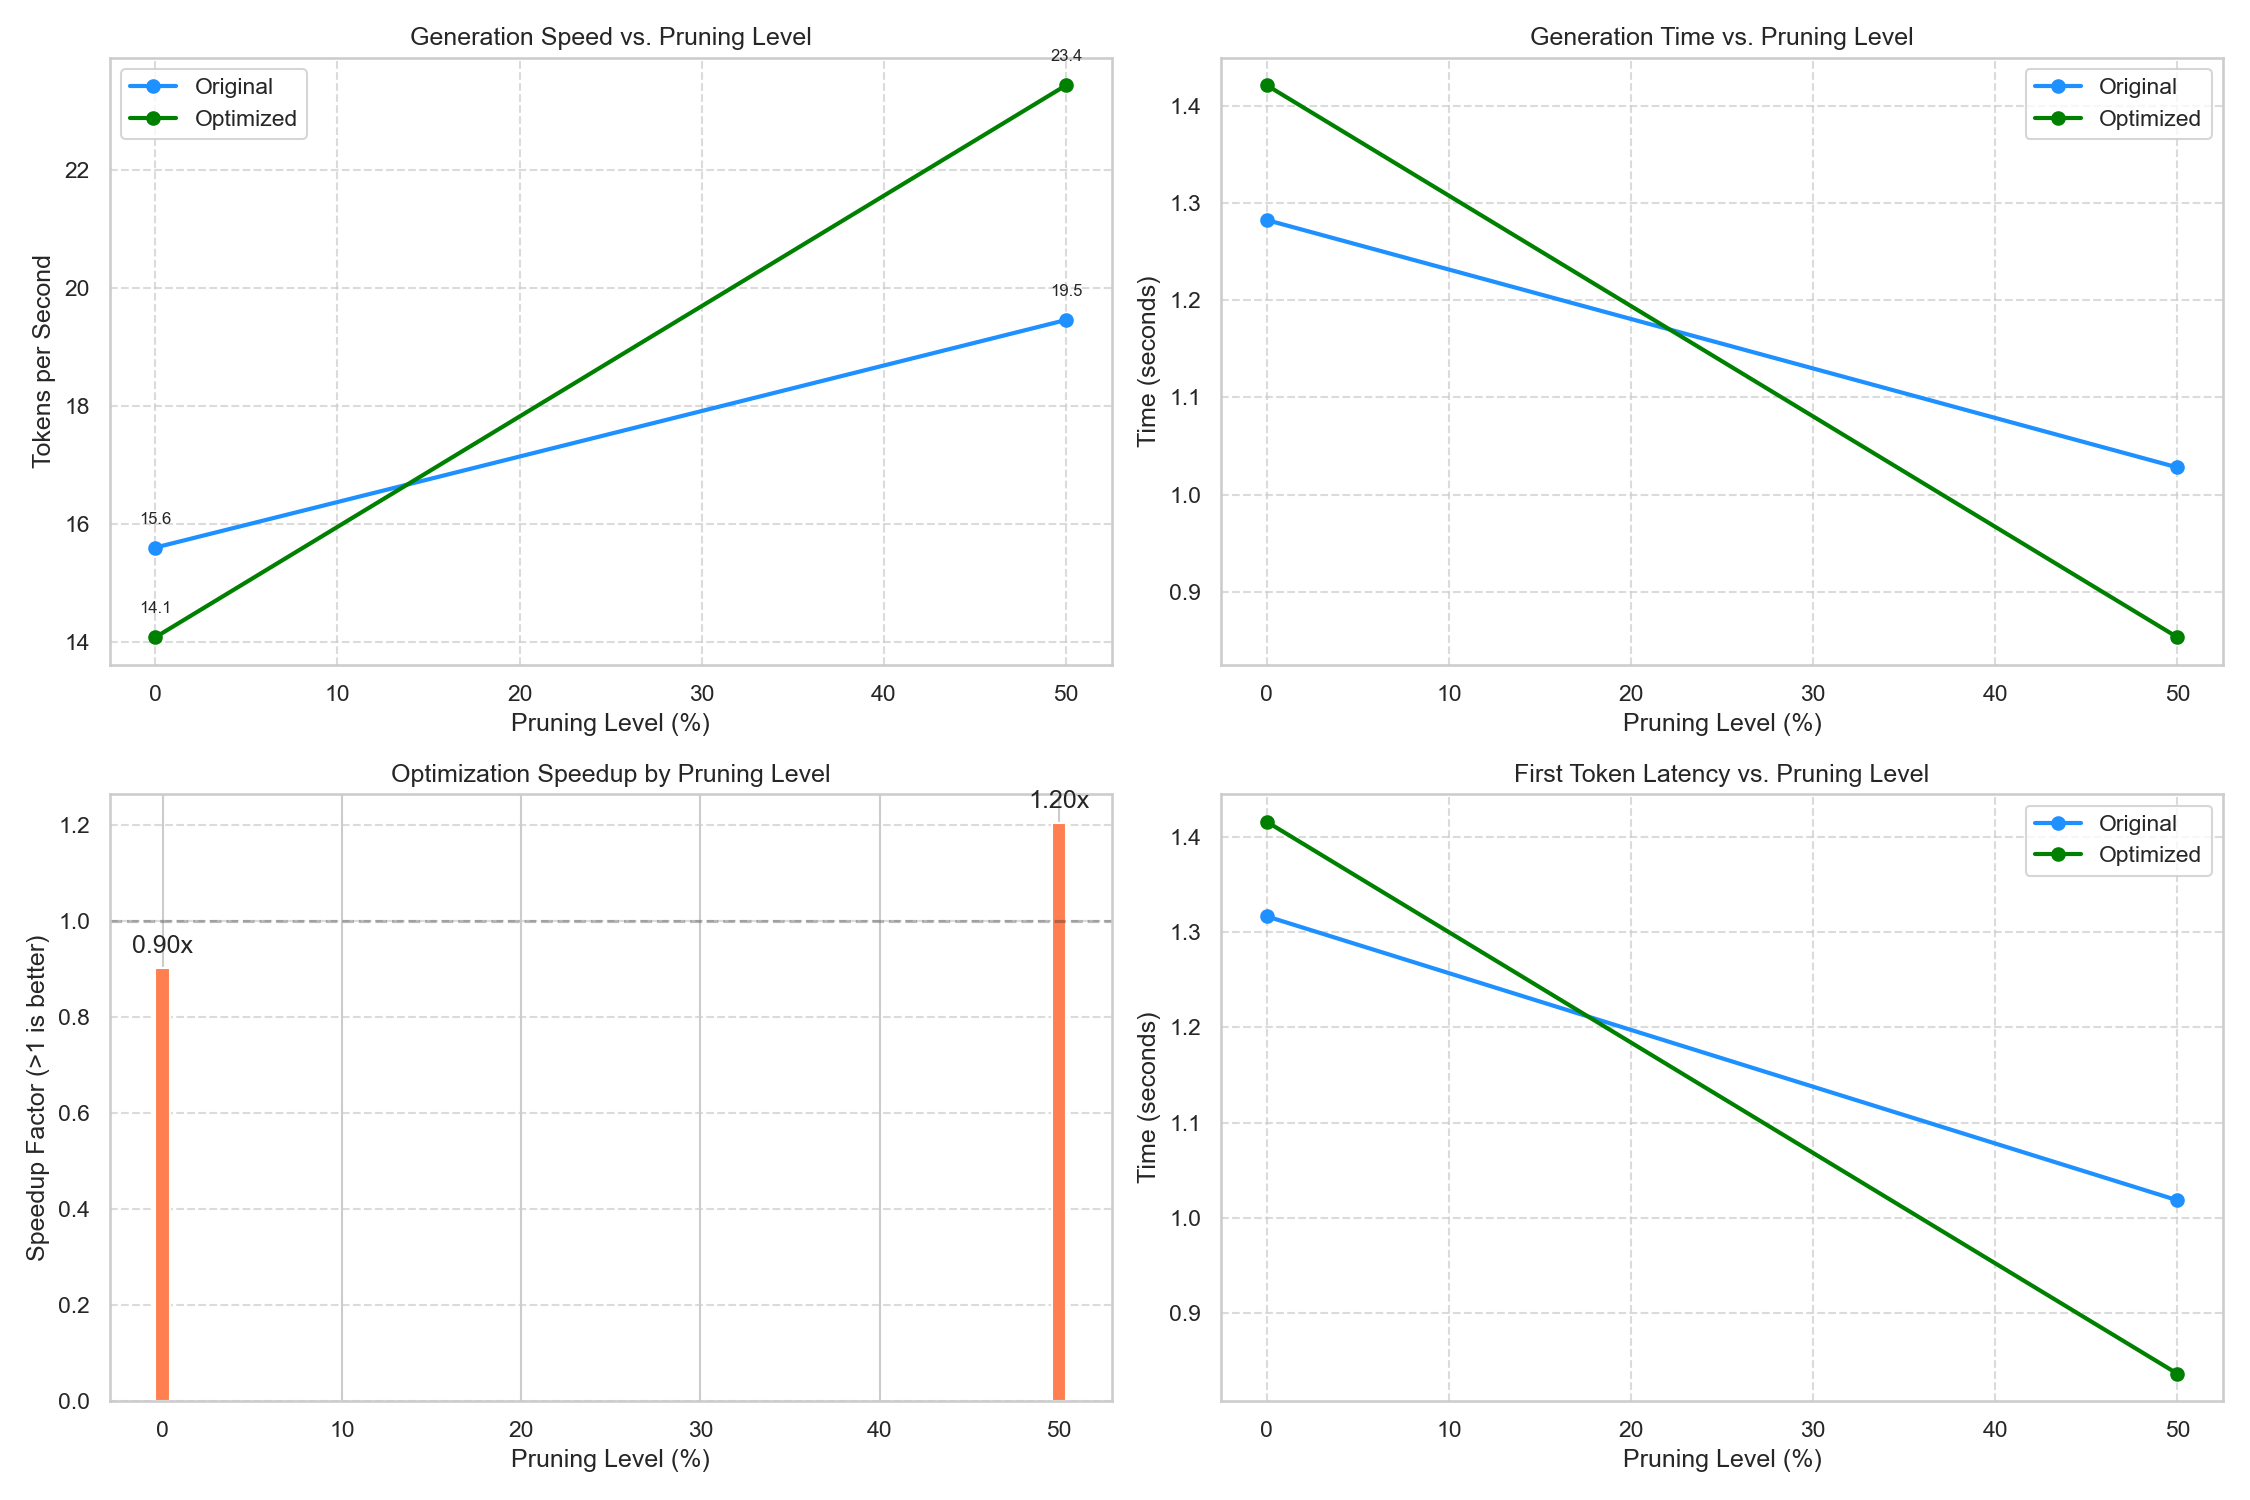 Generation Speed vs. Pruning Level
Original
Optimized
23.4
19.5
15.6
14.1
22
20
18
16
14
Tokens per Second
0 10 20 30 40 50
Pruning Level (%)
Generation Time vs. Pruning Level
Original
Optimized
1.4
1.3
1.2
1.1
1.0
0.9
Time (seconds)
0 10 20 30 40 50
Pruning Level (%)
Optimization Speedup by Pruning Level
1.20x
0.90x
1.2
1.0
0.8
0.6
0.4
0.2
0.0
Speedup Factor (>1 is better)
0 10 20 30 40 50
Pruning Level (%)
First Token Latency vs. Pruning Level
Original
Optimized
1.4
1.3
1.2
1.1
1.0
0.9
Time (seconds)
0 10 20 30 40 50
Pruning Level (%)